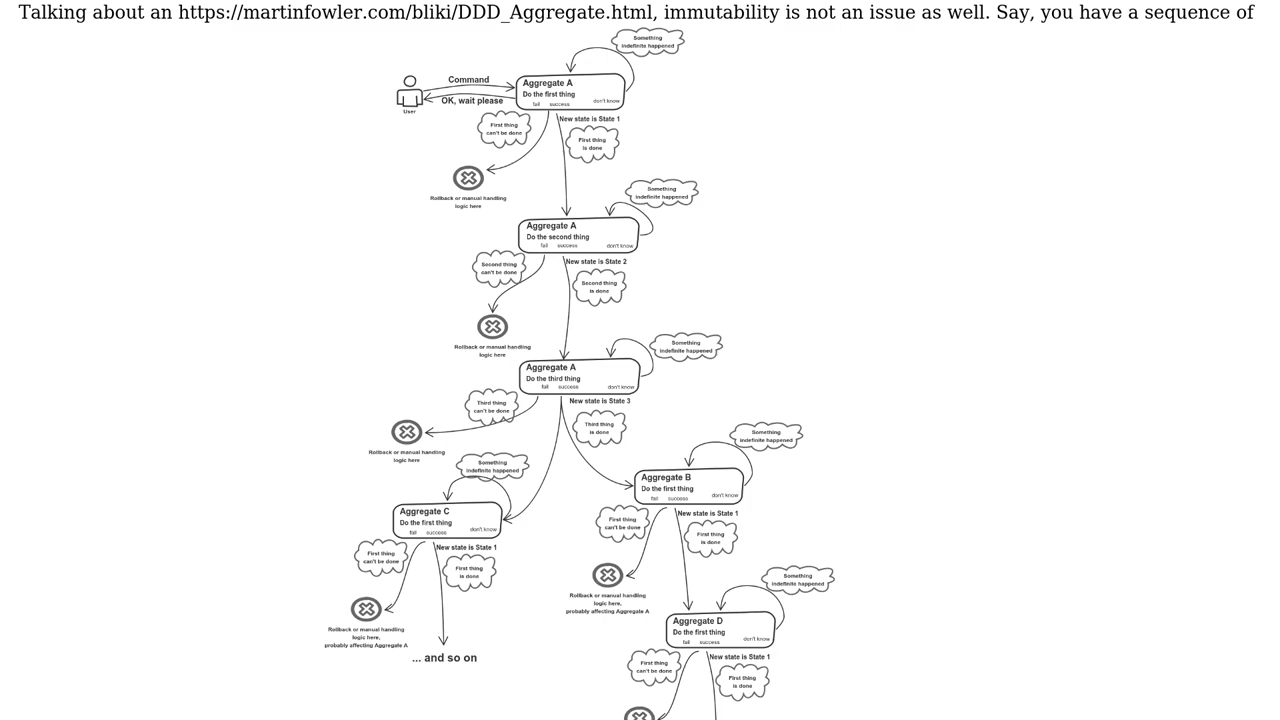 Talking about an https://martinfowler.com/bliki/DDD_Aggregate.html, immutability is not an issue as well. Say, you have a sequence of
Something
indefinite happened
Command
OK, wait please
User
Aggregate A
Do the first thing
fail success don't know
New state is State 1
First thing
can't be done
First thing
is done
Rollback or manual handling
logic here
Something
indefinite happened
Aggregate A
Do the second thing
fail success don't know
New state is State 2
Second thing
can't be done
Second thing
is done
Rollback or manual handling
logic here
Something
indefinite happened
Aggregate A
Do the third thing
fail success don't know
New state is State 3
Third thing
can't be done
Third thing
is done
Rollback or manual handling
logic here
Something
indefinite happened
Something
indefinite happened
Aggregate B
Do the first thing
fail success don't know
New state is State 1
Aggregate C
Do the first thing
fail success don't know
New state is State 1
First thing
can't be done
First thing
is done
First thing
can't be done
First thing
is done
Rollback or manual handling
logic here,
probably affecting Aggregate A
Something
indefinite happened
Rollback or manual handling
logic here,
probably affecting Aggregate A
... and so on
Aggregate D
Do the first thing
fail success don't know
New state is State 1
First thing
can't be done
First thing
is done